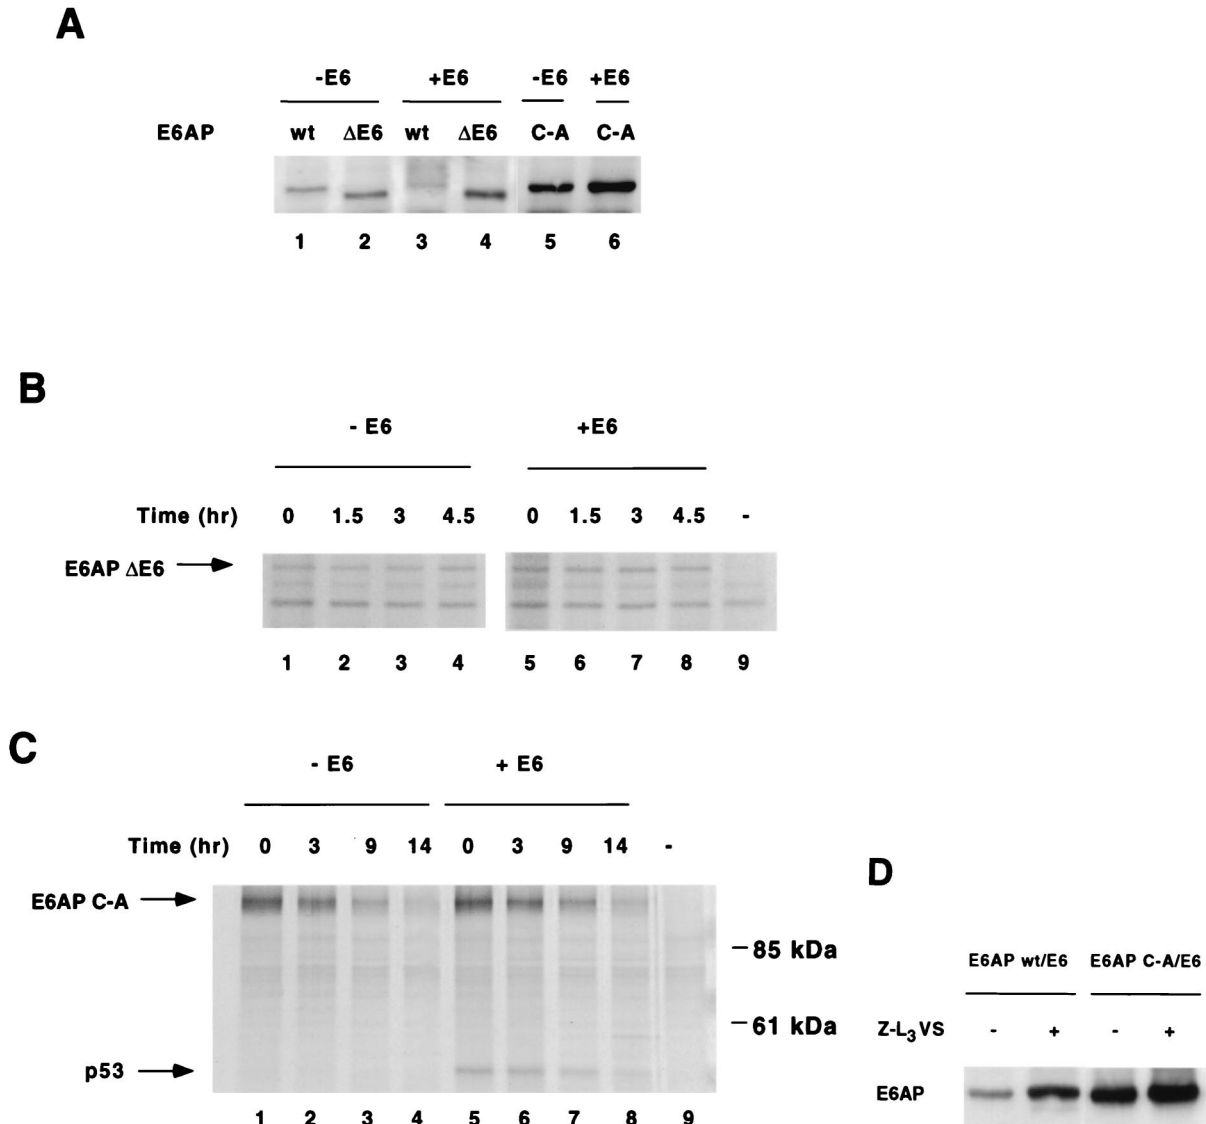 A
-E6 +E6 -E6 +E6
E6AP wt ΔE6 wt ΔE6 C-A C-A
1 2 3 4 5 6
B
- E6 +E6
Time (hr) 0 1.5 3 4.5 0 1.5 3 4.5 -
E6AP ΔE6
1 2 3 4 5 6 7 8 9
C
- E6 + E6
Time (hr) 0 3 9 14 0 3 9 14 -
E6AP C-A
85 kDa
61 kDa
p53
1 2 3 4 5 6 7 8 9
D
E6AP wt/E6 E6AP C-A/E6
Z-L3VS - + - +
E6AP